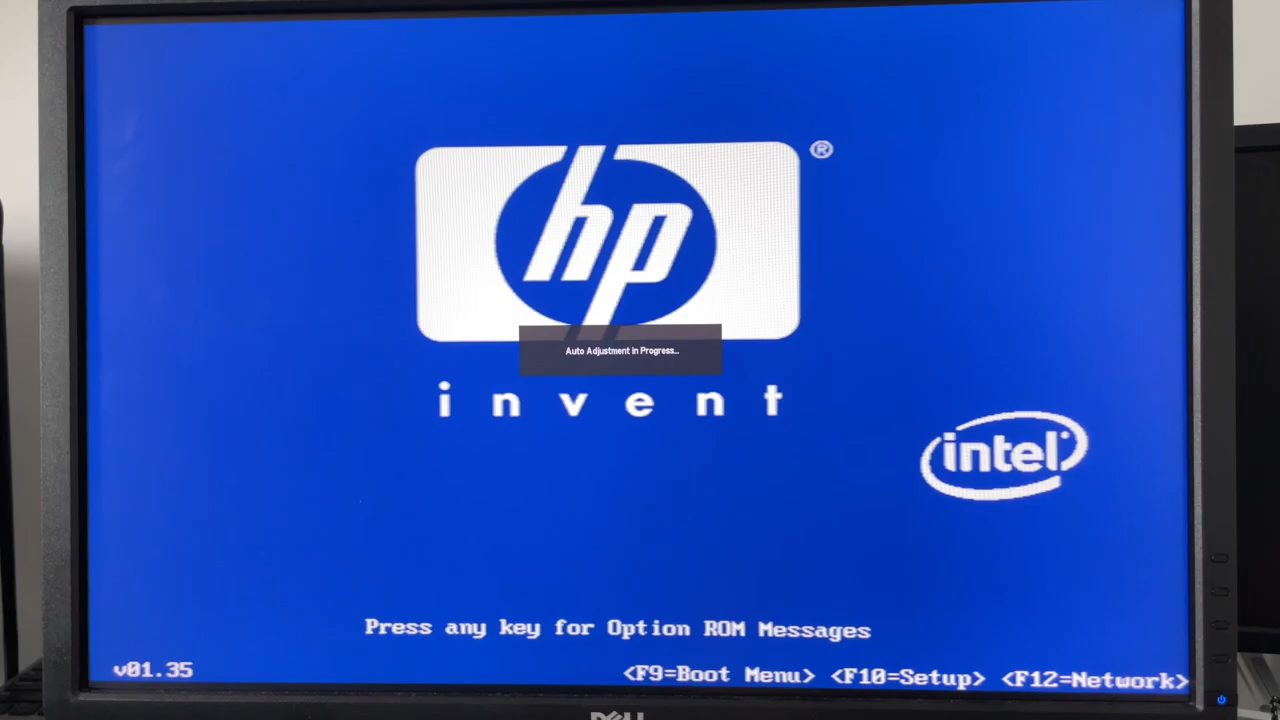 hp ®
Auto Adjustment in Progress...
invent
intel
Press any key for Option ROM Messages
v01.35 <F9=Boot Menu> <F10=Setup> <F12=Network>
DELL